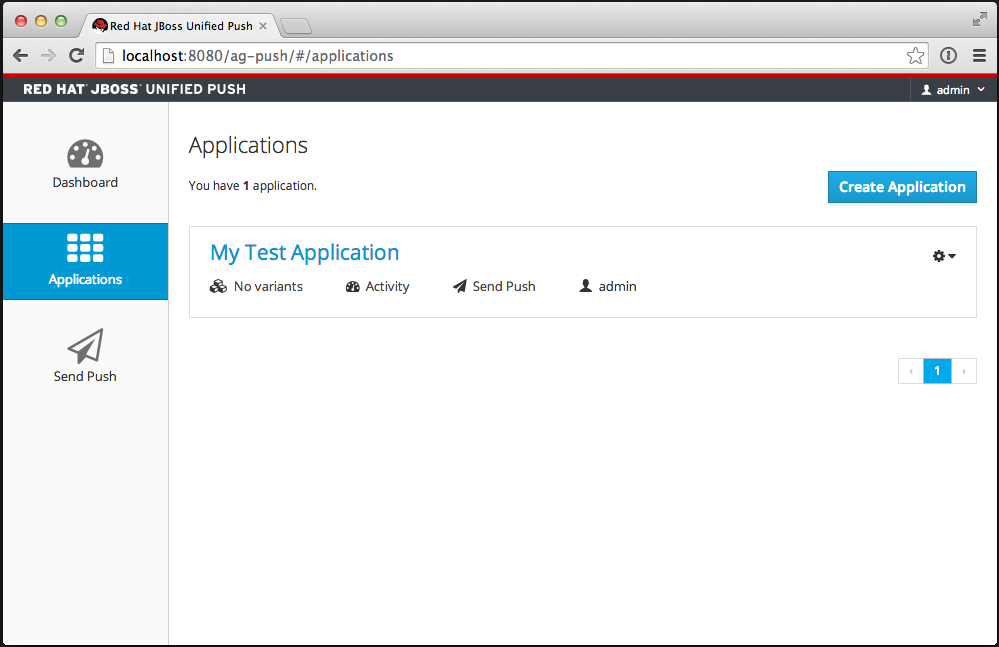 Red Hat JBoss Unified Push
localhost:8080/ag-push/#/applications
RED HAT® JBOSS® UNIFIED PUSH
admin
Dashboard
Applications
Send Push
Applications
You have 1 application.
Create Application
My Test Application
No variants Activity Send Push admin
‹ 1 ›